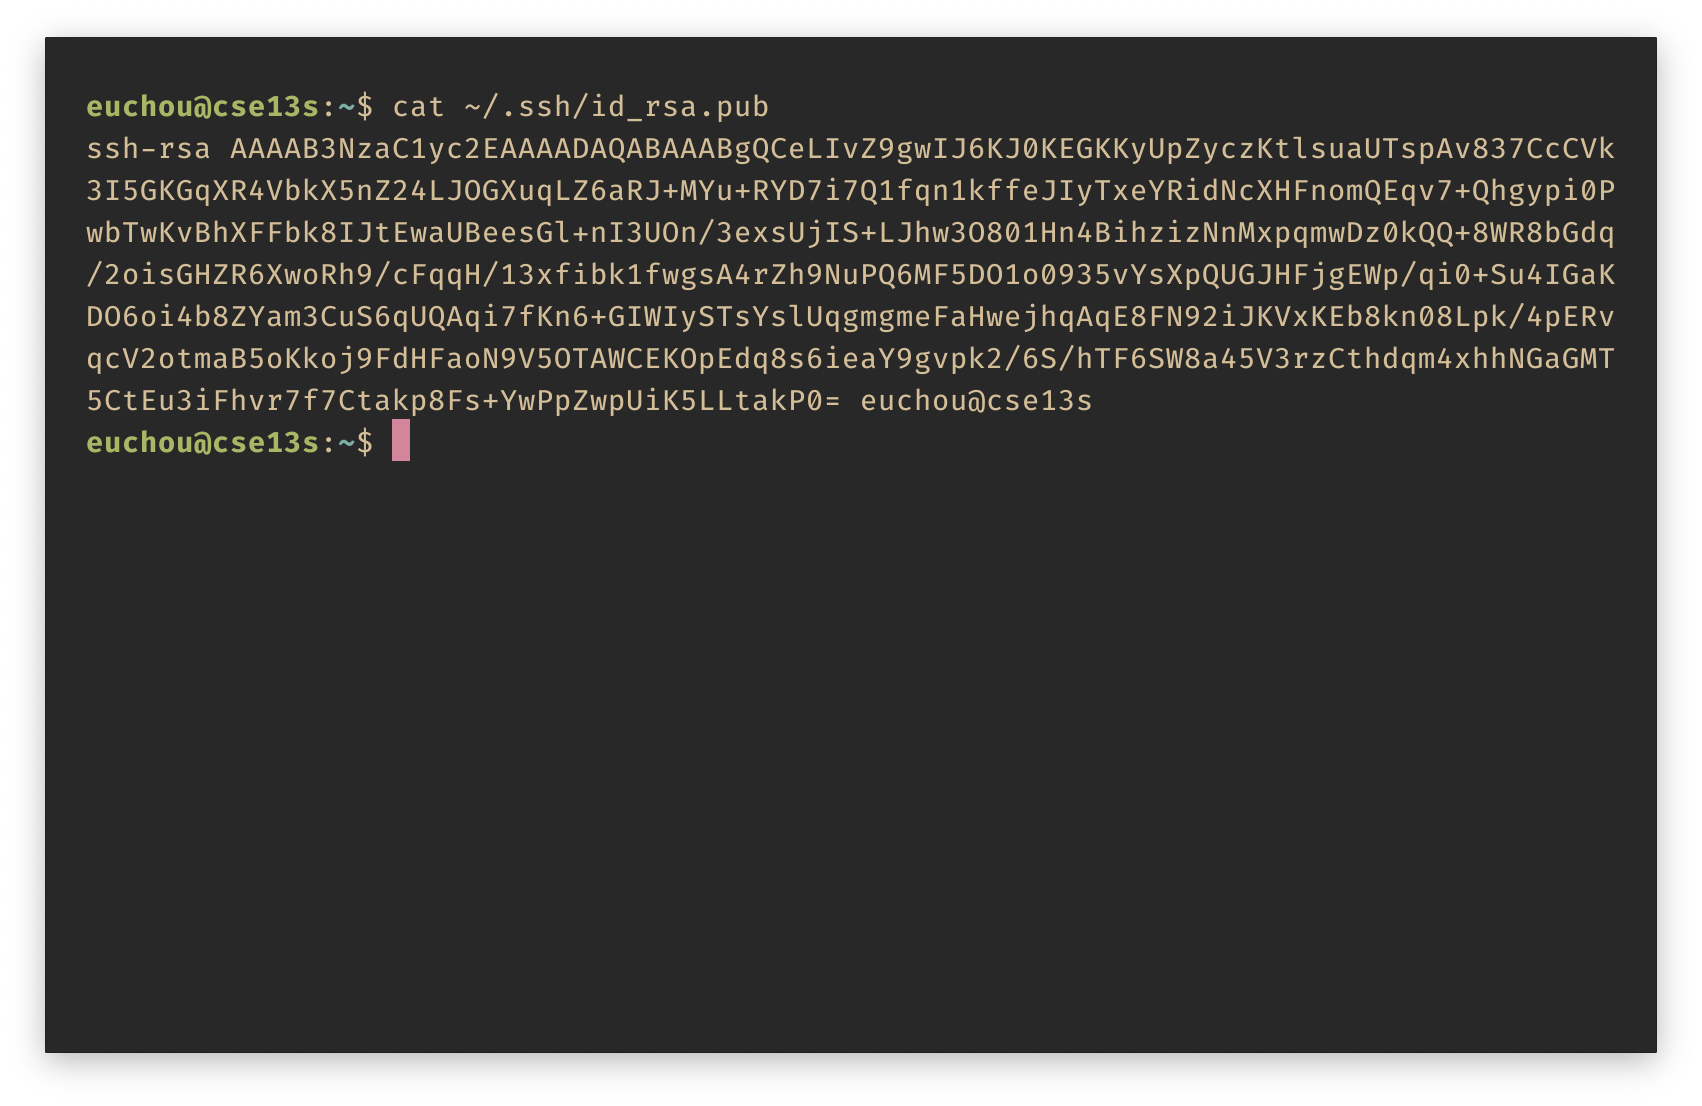 euchou@cse13s:~$ cat ~/.ssh/id_rsa.pub
ssh-rsa AAAAB3NzaC1yc2EAAAADAQABAAABgQCeLIvZ9gwIJ6KJ0KEGKKyUpZyczKtlsuaUTspAv837CcCVk
3I5GKGqXR4VbkX5nZ24LJOGXuqLZ6aRJ+MYu+RYD7i7Q1fqn1kffeJIyTxeYRidNcXHFnomQEqv7+Qhgypi0P
wbTwKvBhXFFbk8IJtEwaUBeesGl+nI3UOn/3exsUjIS+LJhw3O801Hn4BihzizNnMxpqmwDz0kQQ+8WR8bGdq
/2oisGHZR6XwoRh9/cFqqH/13xfibk1fwgsA4rZh9NuPQ6MF5DO1o0935vYsXpQUGJHFjgEWp/qi0+Su4IGaK
DO6oi4b8ZYam3CuS6qUQAqi7fKn6+GIWIySTsYslUqgmgmeFaHwejhqAqE8FN92iJKVxKEb8kn08Lpk/4pERv
qcV2otmaB5oKkoj9FdHFaoN9V5OTAWCEKOpEdq8s6ieaY9gvpk2/6S/hTF6SW8a45V3rzCthdqm4xhhNGaGMT
5CtEu3iFhvr7f7Ctakp8Fs+YwPpZwpUiK5LLtakP0= euchou@cse13s
euchou@cse13s:~$